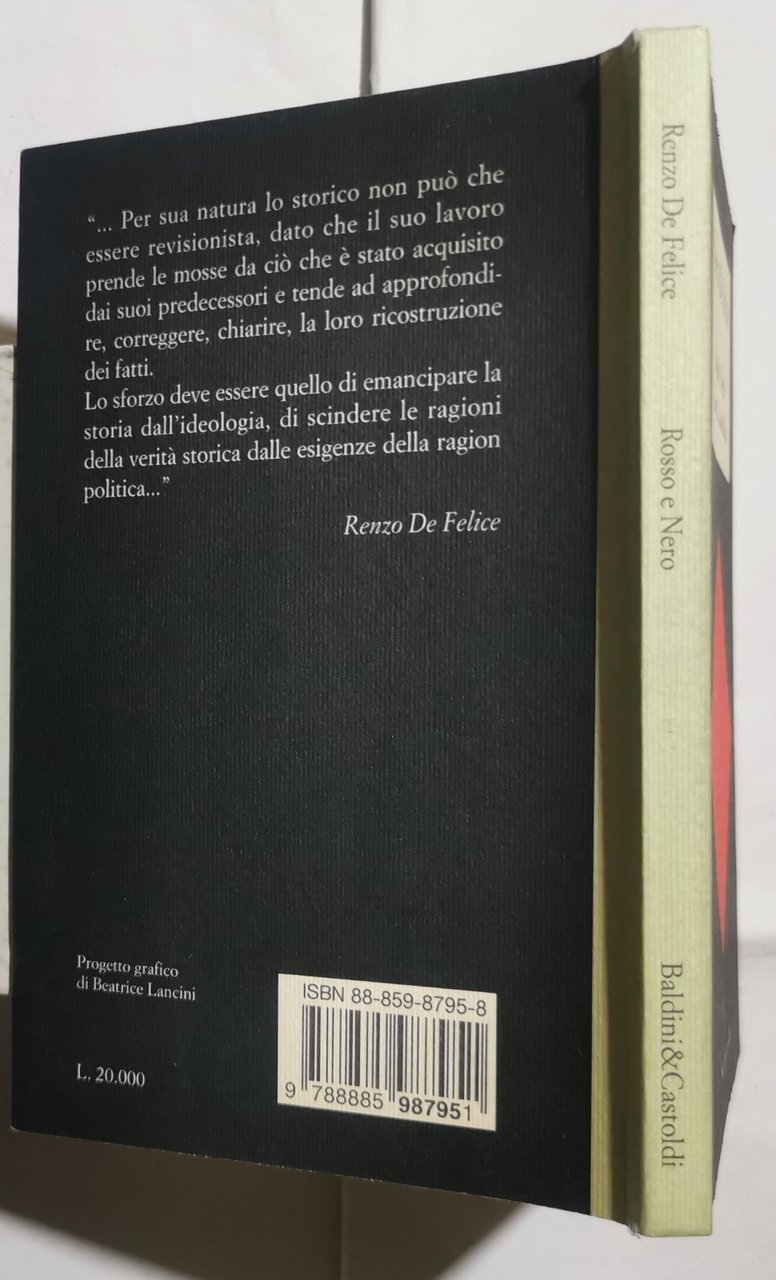 “... Per sua natura lo storico non può che
essere revisionista, dato che il suo lavoro
prende le mosse da ciò che è stato acquisito
dai suoi predecessori e tende ad approfondi-
re, correggere, chiarire, la loro ricostruzione
dei fatti.
Lo sforzo deve essere quello di emancipare la
storia dall'ideologia, di scindere le ragioni
della verità storica dalle esigenze della ragion
politica...”
Renzo De Felice
Progetto grafico
di Beatrice Lancini
L. 20.000
ISBN 88-859-8795-8
9 788885 987951
Renzo De Felice
Rosso e Nero
Baldini&Castoldi